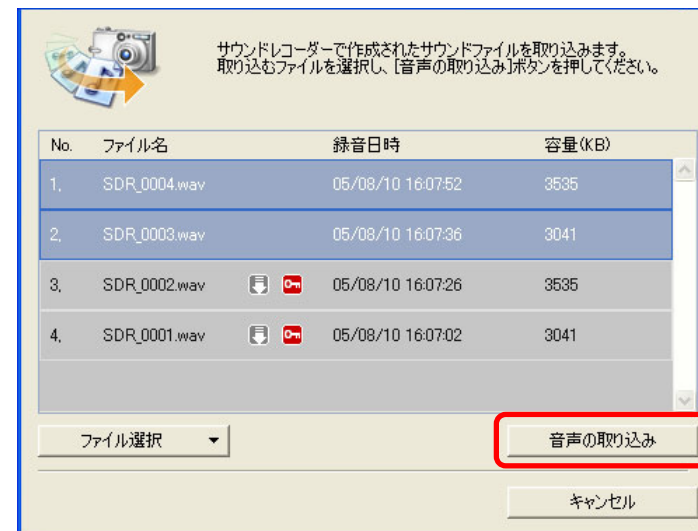 サウンドレコーダーで作成されたサウンドファイルを取り込みます。
取り込むファイルを選択し、[音声の取り込み]ボタンを押してください。
No. ファイル名 録音日時 容量(KB)
1, SDR_0004.wav 05/08/10 16:07:52 3535
2, SDR_0003.wav 05/08/10 16:07:36 3041
3, SDR_0002.wav 05/08/10 16:07:26 3535
4, SDR_0001.wav 05/08/10 16:07:02 3041
ファイル選択 音声の取り込み
キャンセル